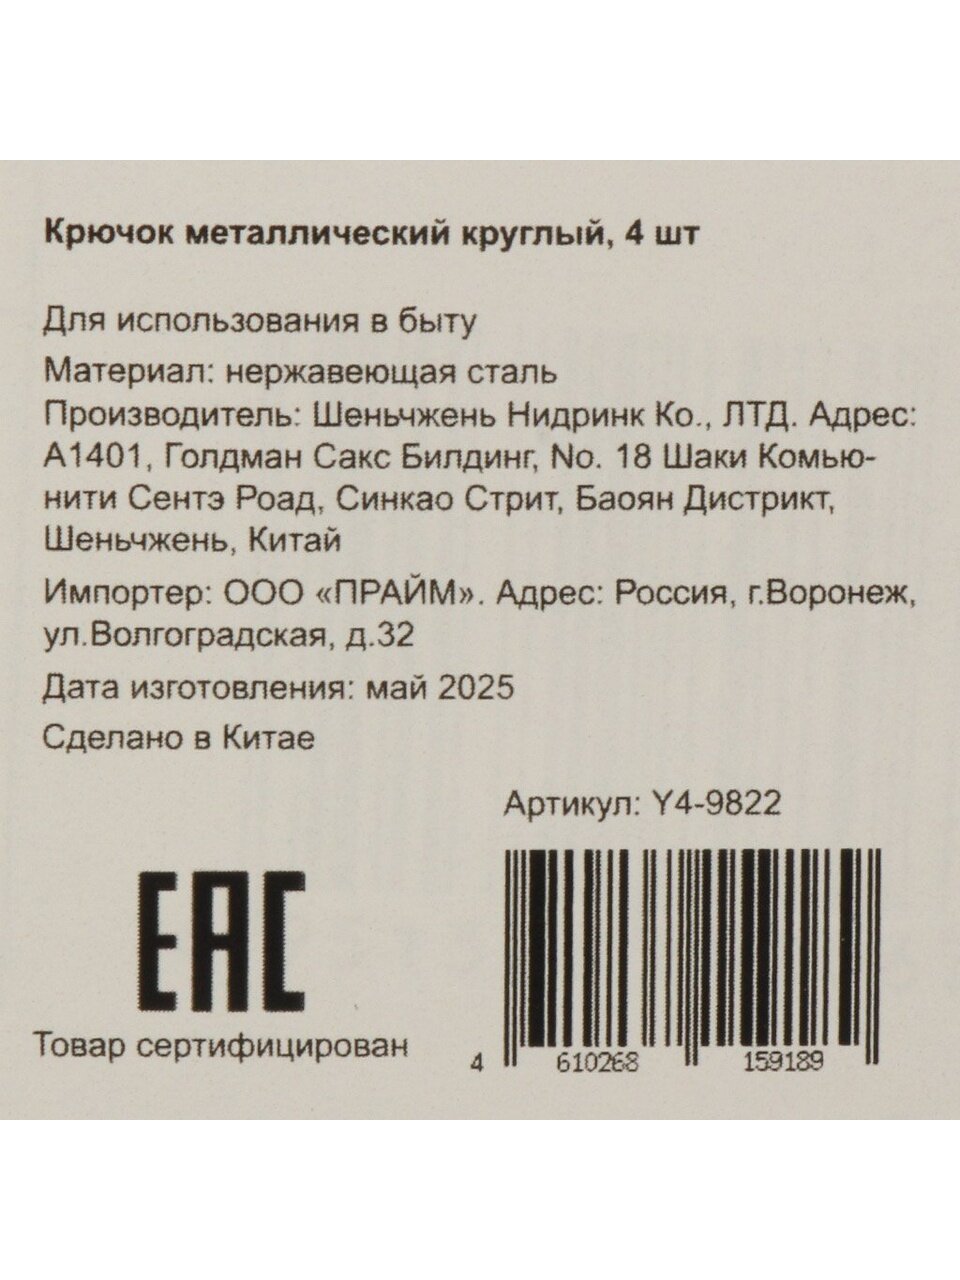 Крючок металлический круглый, 4 шт
Для использования в быту
Материал: нержавеющая сталь
Производитель: Шеньчжень Нидринк Ко., ЛТД. Адрес:
А1401, Голдман Сакс Билдинг, No. 18 Шаки Комью-
нити Сентэ Роад, Синкао Стрит, Баоян Дистрикт,
Шеньчжень, Китай
Импортер: ООО «ПРАЙМ». Адрес: Россия, г.Воронеж,
ул.Волгоградская, д.32
Дата изготовления: май 2025
Сделано в Китае
Артикул: Y4-9822
EAC
Товар сертифицирован
4 610268 159189